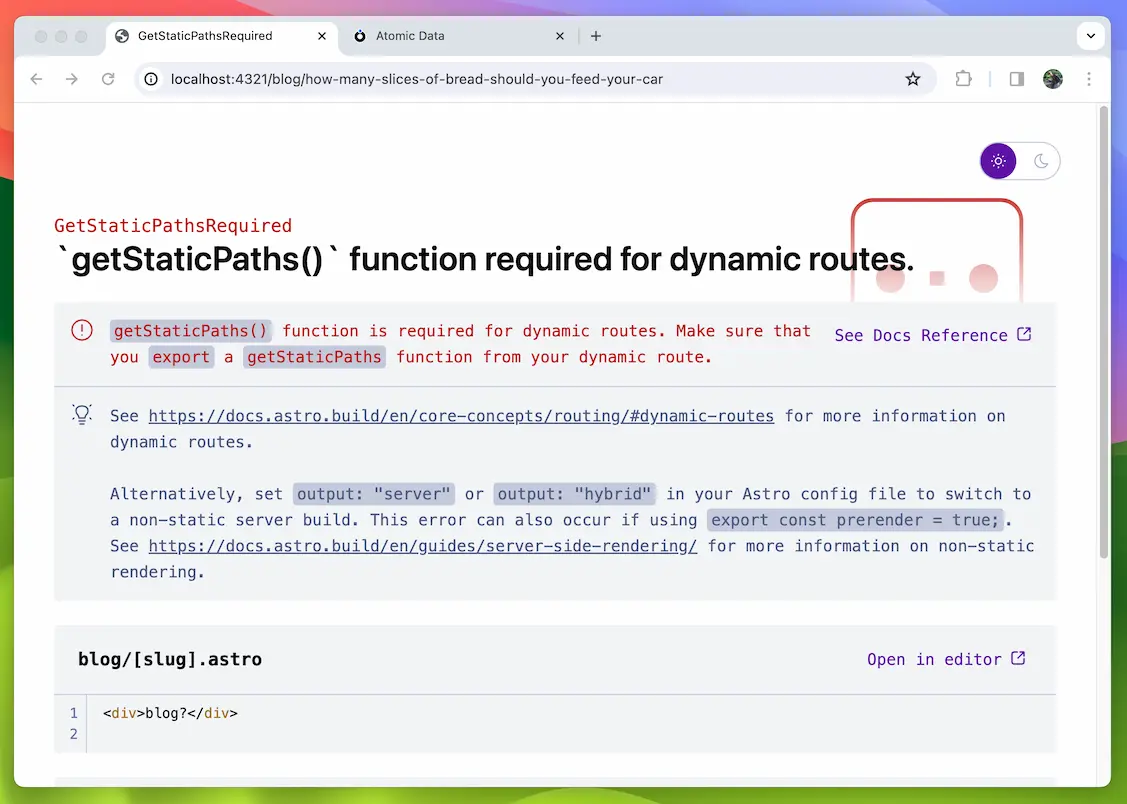 GetStaticPathsRequired
Atomic Data
localhost:4321/blog/how-many-slices-of-bread-should-you-feed-your-car
GetStaticPathsRequired
`getStaticPaths()` function required for dynamic routes.
getStaticPaths() function is required for dynamic routes. Make sure that
you export a getStaticPaths function from your dynamic route.
See Docs Reference
See https://docs.astro.build/en/core-concepts/routing/#dynamic-routes for more information on
dynamic routes.
Alternatively, set output: "server" or output: "hybrid" in your Astro config file to switch to
a non-static server build. This error can also occur if using export const prerender = true;.
See https://docs.astro.build/en/guides/server-side-rendering/ for more information on non-static
rendering.
blog/[slug].astro
Open in editor
1 <div>blog?</div>
2